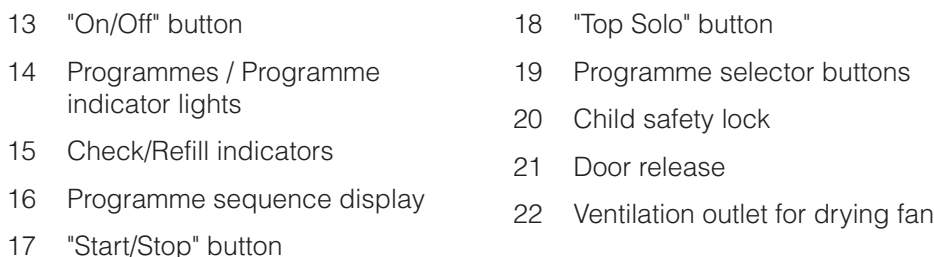 13 "On/Off" button
14 Programmes / Programme
indicator lights
15 Check/Refill indicators
16 Programme sequence display
17 "Start/Stop" button
18 "Top Solo" button
19 Programme selector buttons
20 Child safety lock
21 Door release
22 Ventilation outlet for drying fan